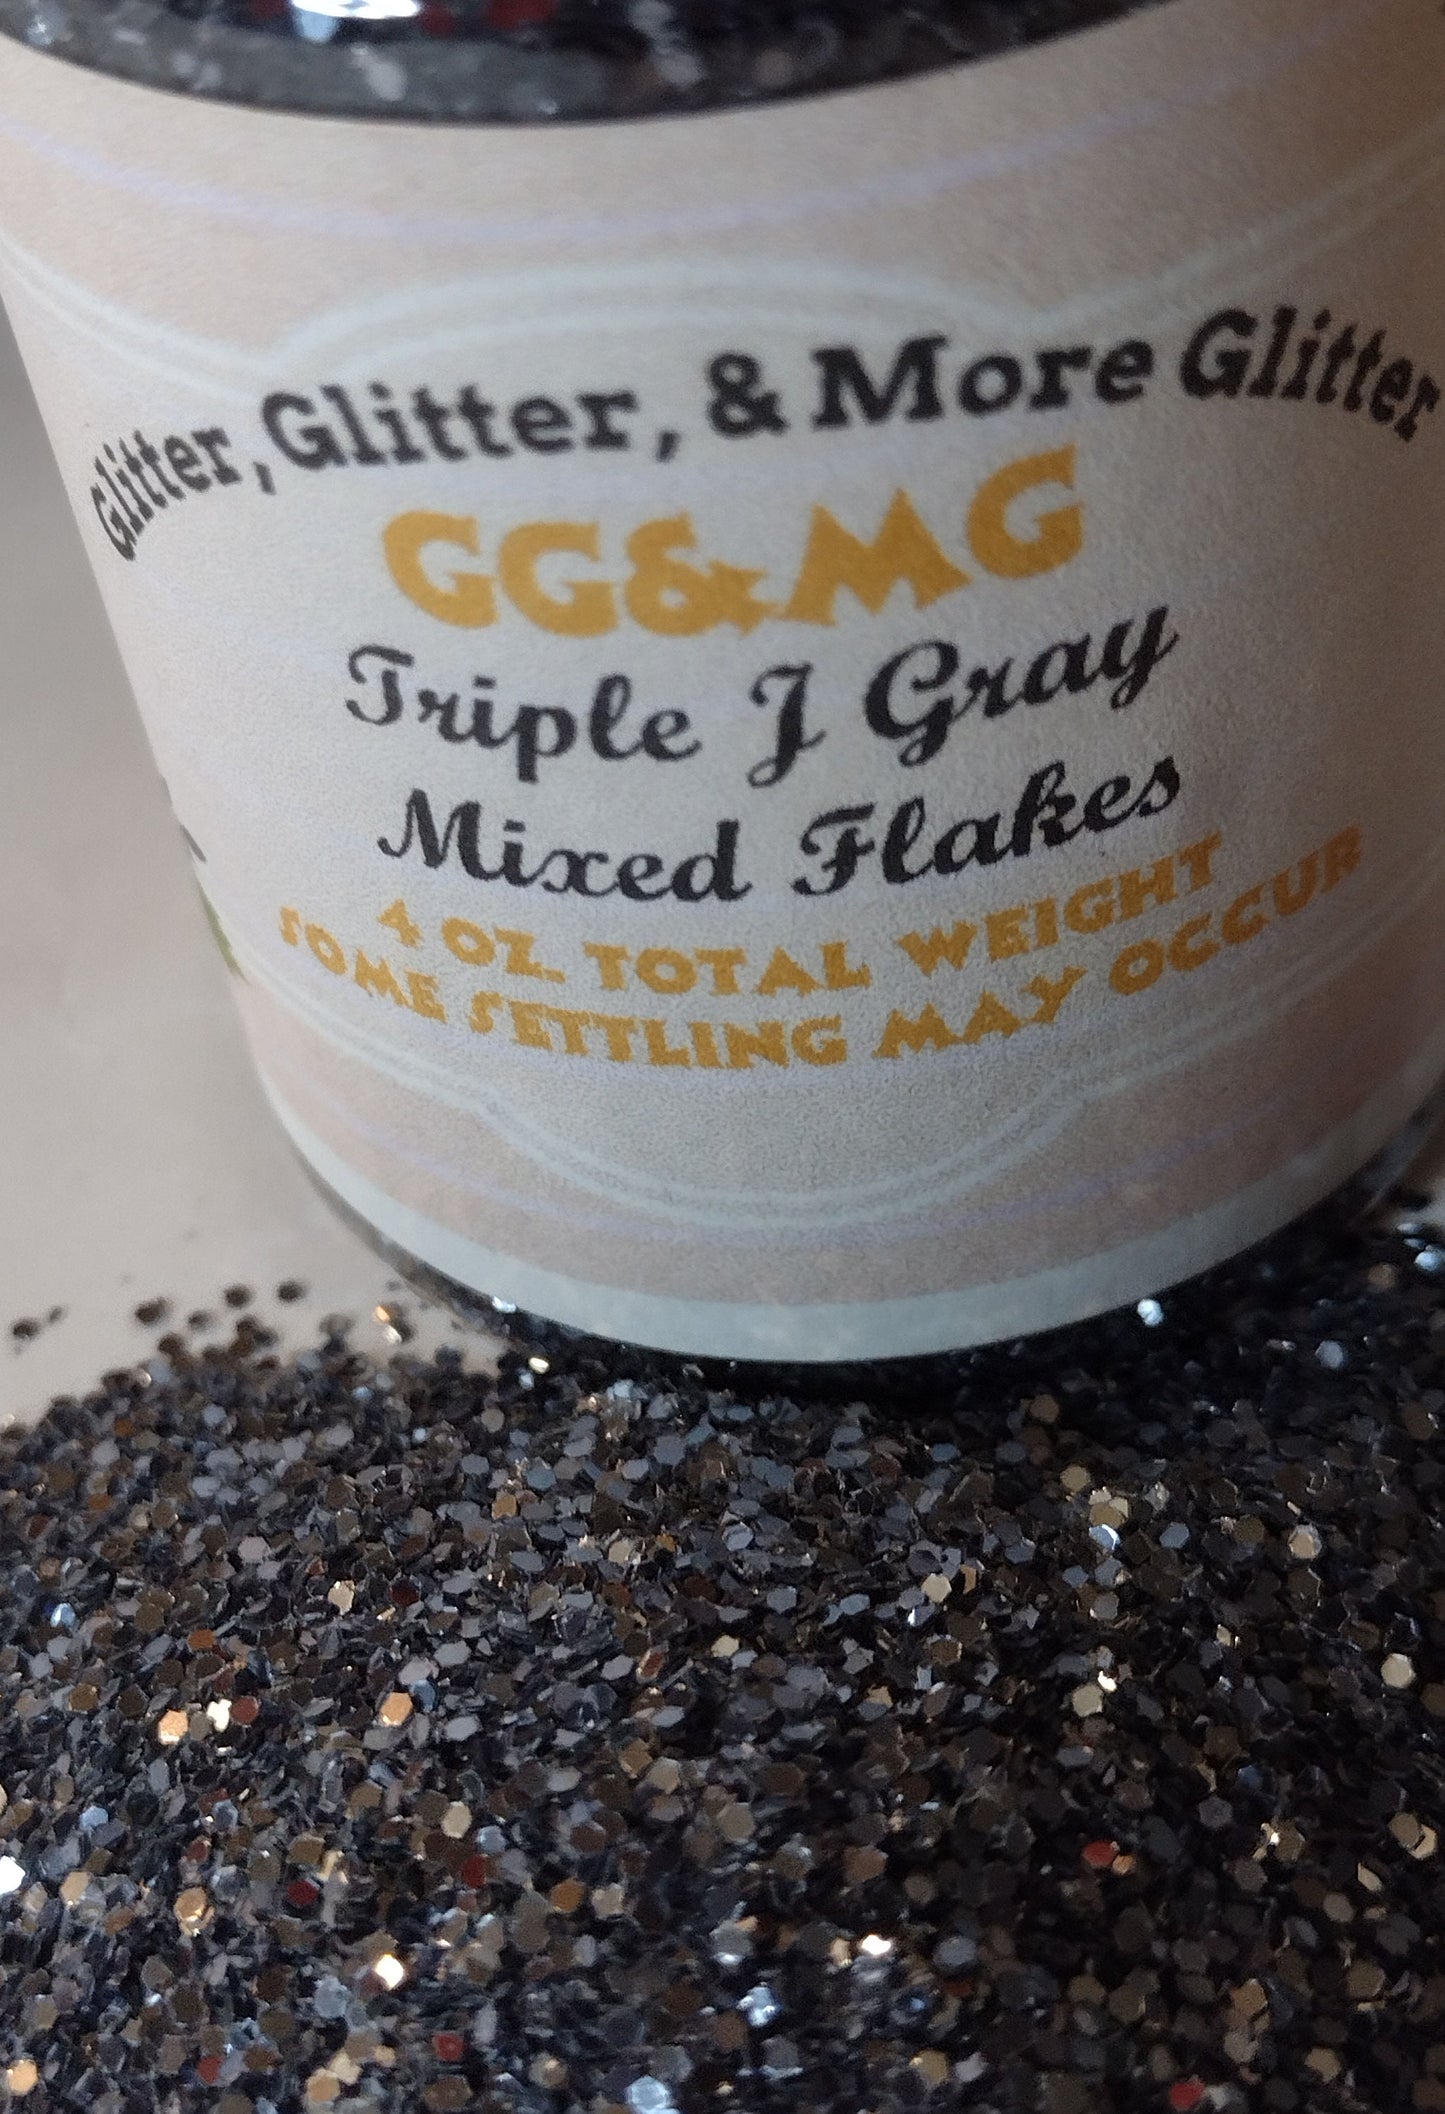 Glitter, Glitter, & More Glitter
GG&MG
Triple J Gray
Mixed Flakes
4 OZ. TOTAL WEIGHT
SOME SETTLING MAY OCCUR